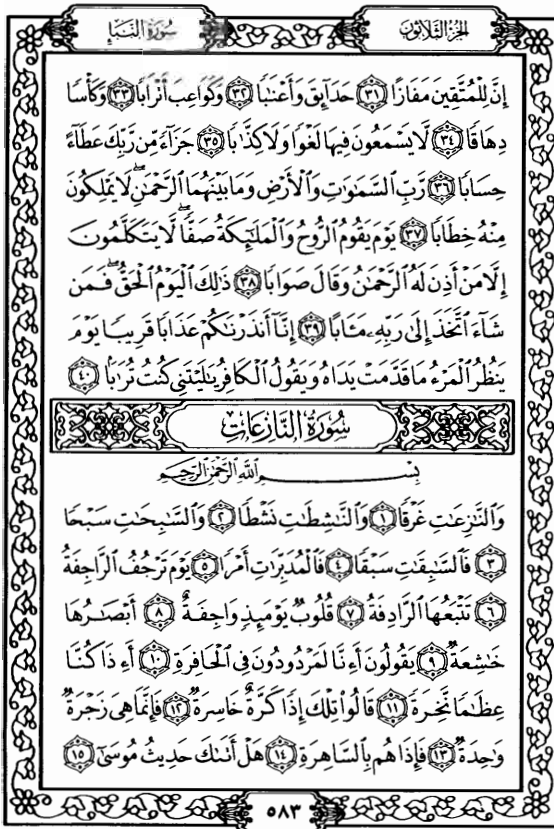 الجزء الثلاثون
سورة النبإ
إِنَّ لِلْمُتَّقِينَ مَفَازًا ٣١ حَدَآئِقَ وَأَعْنَٰبًا ٣٢ وَكَوَاعِبَ أَتْرَابًا ٣٣ وَكَأْسًا
دِهَاقًا ٣٤ لَّا يَسْمَعُونَ فِيهَا لَغْوًا وَلَا كِذَّٰبًا ٣٥ جَزَآءً مِّن رَّبِّكَ عَطَآءً
حِسَابًا ٣٦ رَّبِّ ٱلسَّمَٰوَٰتِ وَٱلْأَرْضِ وَمَا بَيْنَهُمَا ٱلرَّحْمَٰنِۖ لَا يَمْلِكُونَ
مِنْهُ خِطَابًا ٣٧ يَوْمَ يَقُومُ ٱلرُّوحُ وَٱلْمَلَٰٓئِكَةُ صَفًّاۖ لَّا يَتَكَلَّمُونَ
إِلَّا مَنْ أَذِنَ لَهُ ٱلرَّحْمَٰنُ وَقَالَ صَوَابًا ٣٨ ذَٰلِكَ ٱلْيَوْمُ ٱلْحَقُّۖ فَمَن
شَآءَ ٱتَّخَذَ إِلَىٰ رَبِّهِۦ مَـَٔابًا ٣٩ إِنَّآ أَنذَرْنَٰكُمْ عَذَابًا قَرِيبًا يَوْمَ
يَنظُرُ ٱلْمَرْءُ مَا قَدَّمَتْ يَدَاهُ وَيَقُولُ ٱلْكَافِرُ يَٰلَيْتَنِى كُنتُ تُرَٰبًۢا ٤٠
سُورَةُ النَّازِعَاتِ
بِسْمِ ٱللَّهِ ٱلرَّحْمَٰنِ ٱلرَّحِيمِ
وَٱلنَّٰزِعَٰتِ غَرْقًا ١ وَٱلنَّٰشِطَٰتِ نَشْطًا ٢ وَٱلسَّٰبِحَٰتِ سَبْحًا
٣ فَٱلسَّٰبِقَٰتِ سَبْقًا ٤ فَٱلْمُدَبِّرَٰتِ أَمْرًا ٥ يَوْمَ تَرْجُفُ ٱلرَّاجِفَةُ
٦ تَتْبَعُهَا ٱلرَّادِفَةُ ٧ قُلُوبٌ يَوْمَئِذٍ وَاجِفَةٌ ٨ أَبْصَٰرُهَا
خَٰشِعَةٌ ٩ يَقُولُونَ أَءِنَّا لَمَرْدُودُونَ فِى ٱلْحَافِرَةِ ١٠ أَءِذَا كُنَّا
عِظَٰمًا نَّخِرَةً ١١ قَالُوا۟ تِلْكَ إِذًا كَرَّةٌ خَاسِرَةٌ ١٢ فَإِنَّمَا هِىَ زَجْرَةٌ
وَٰحِدَةٌ ١٣ فَإِذَا هُم بِٱلسَّاهِرَةِ ١٤ هَلْ أَتَىٰكَ حَدِيثُ مُوسَىٰٓ ١٥
٥٨٣